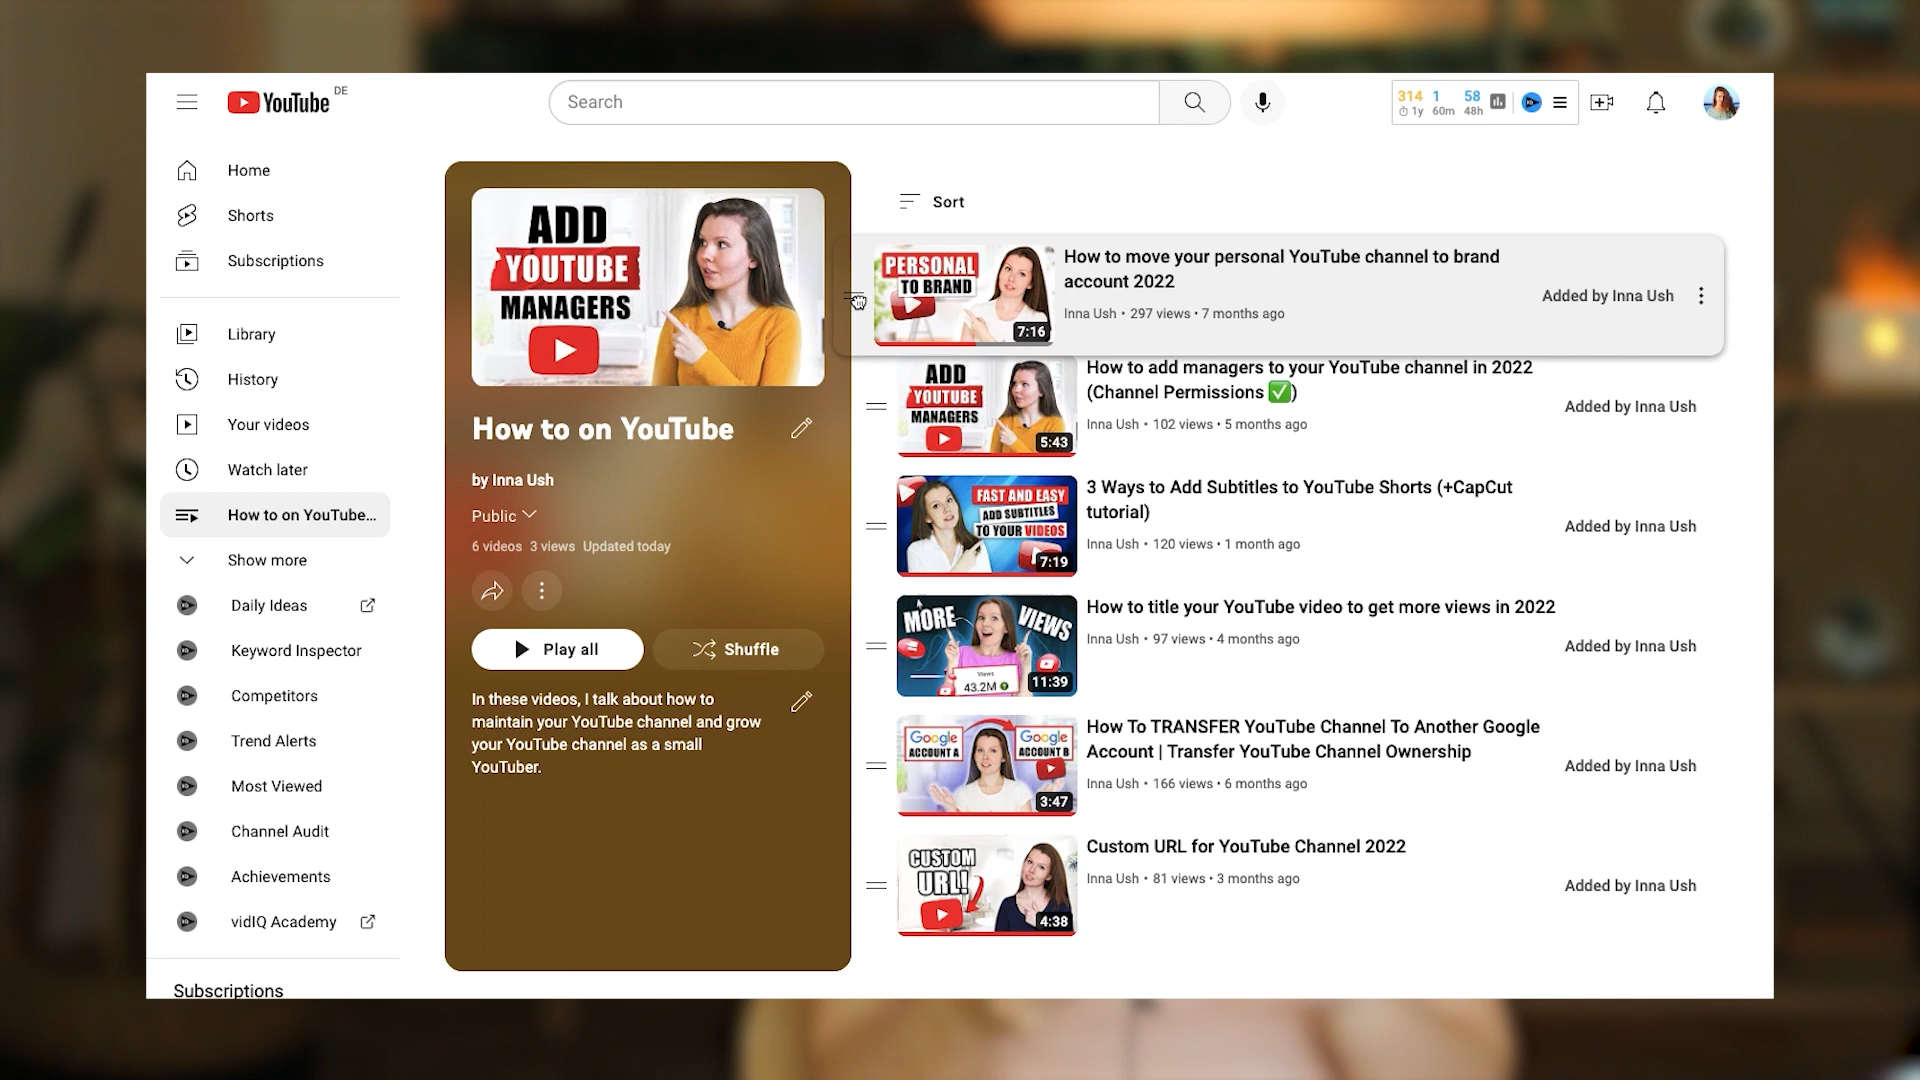 YouTube DE
Search
314 1 58
1y 60m 48h
Home
Shorts
Subscriptions
Library
History
Your videos
Watch later
How to on YouTube...
Show more
Daily Ideas
Keyword Inspector
Competitors
Trend Alerts
Most Viewed
Channel Audit
Achievements
vidIQ Academy
Subscriptions
ADD
YOUTUBE
MANAGERS
How to on YouTube
by Inna Ush
Public
6 videos 3 views Updated today
Play all
Shuffle
In these videos, I talk about how to
maintain your YouTube channel and grow
your YouTube channel as a small
YouTuber.
Sort
PERSONAL
TO BRAND
7:16
How to move your personal YouTube channel to brand
account 2022
Inna Ush • 297 views • 7 months ago
Added by Inna Ush
ADD
YOUTUBE
MANAGERS
5:43
How to add managers to your YouTube channel in 2022
(Channel Permissions ✅)
Inna Ush • 102 views • 5 months ago
Added by Inna Ush
FAST AND EASY
ADD SUBTITLES
TO YOUR VIDEOS
7:19
3 Ways to Add Subtitles to YouTube Shorts (+CapCut
tutorial)
Inna Ush • 120 views • 1 month ago
Added by Inna Ush
MORE VIEWS
Views
43.2M
11:39
How to title your YouTube video to get more views in 2022
Inna Ush • 97 views • 4 months ago
Added by Inna Ush
Google
ACCOUNT A
Google
ACCOUNT B
3:47
How To TRANSFER YouTube Channel To Another Google
Account | Transfer YouTube Channel Ownership
Inna Ush • 166 views • 6 months ago
Added by Inna Ush
CUSTOM
URL!
4:38
Custom URL for YouTube Channel 2022
Inna Ush • 81 views • 3 months ago
Added by Inna Ush